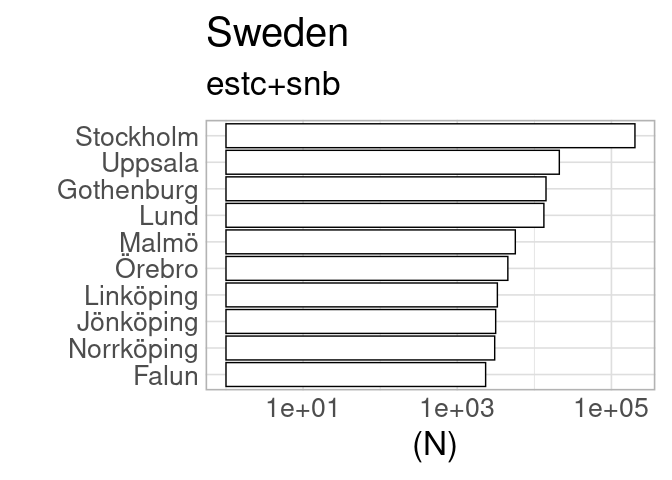 Sweden
estc+snb
Stockholm
Uppsala
Gothenburg
Lund
Malmö
Örebro
Linköping
Jönköping
Norrköping
Falun
1e+01 1e+03 1e+05
(N)